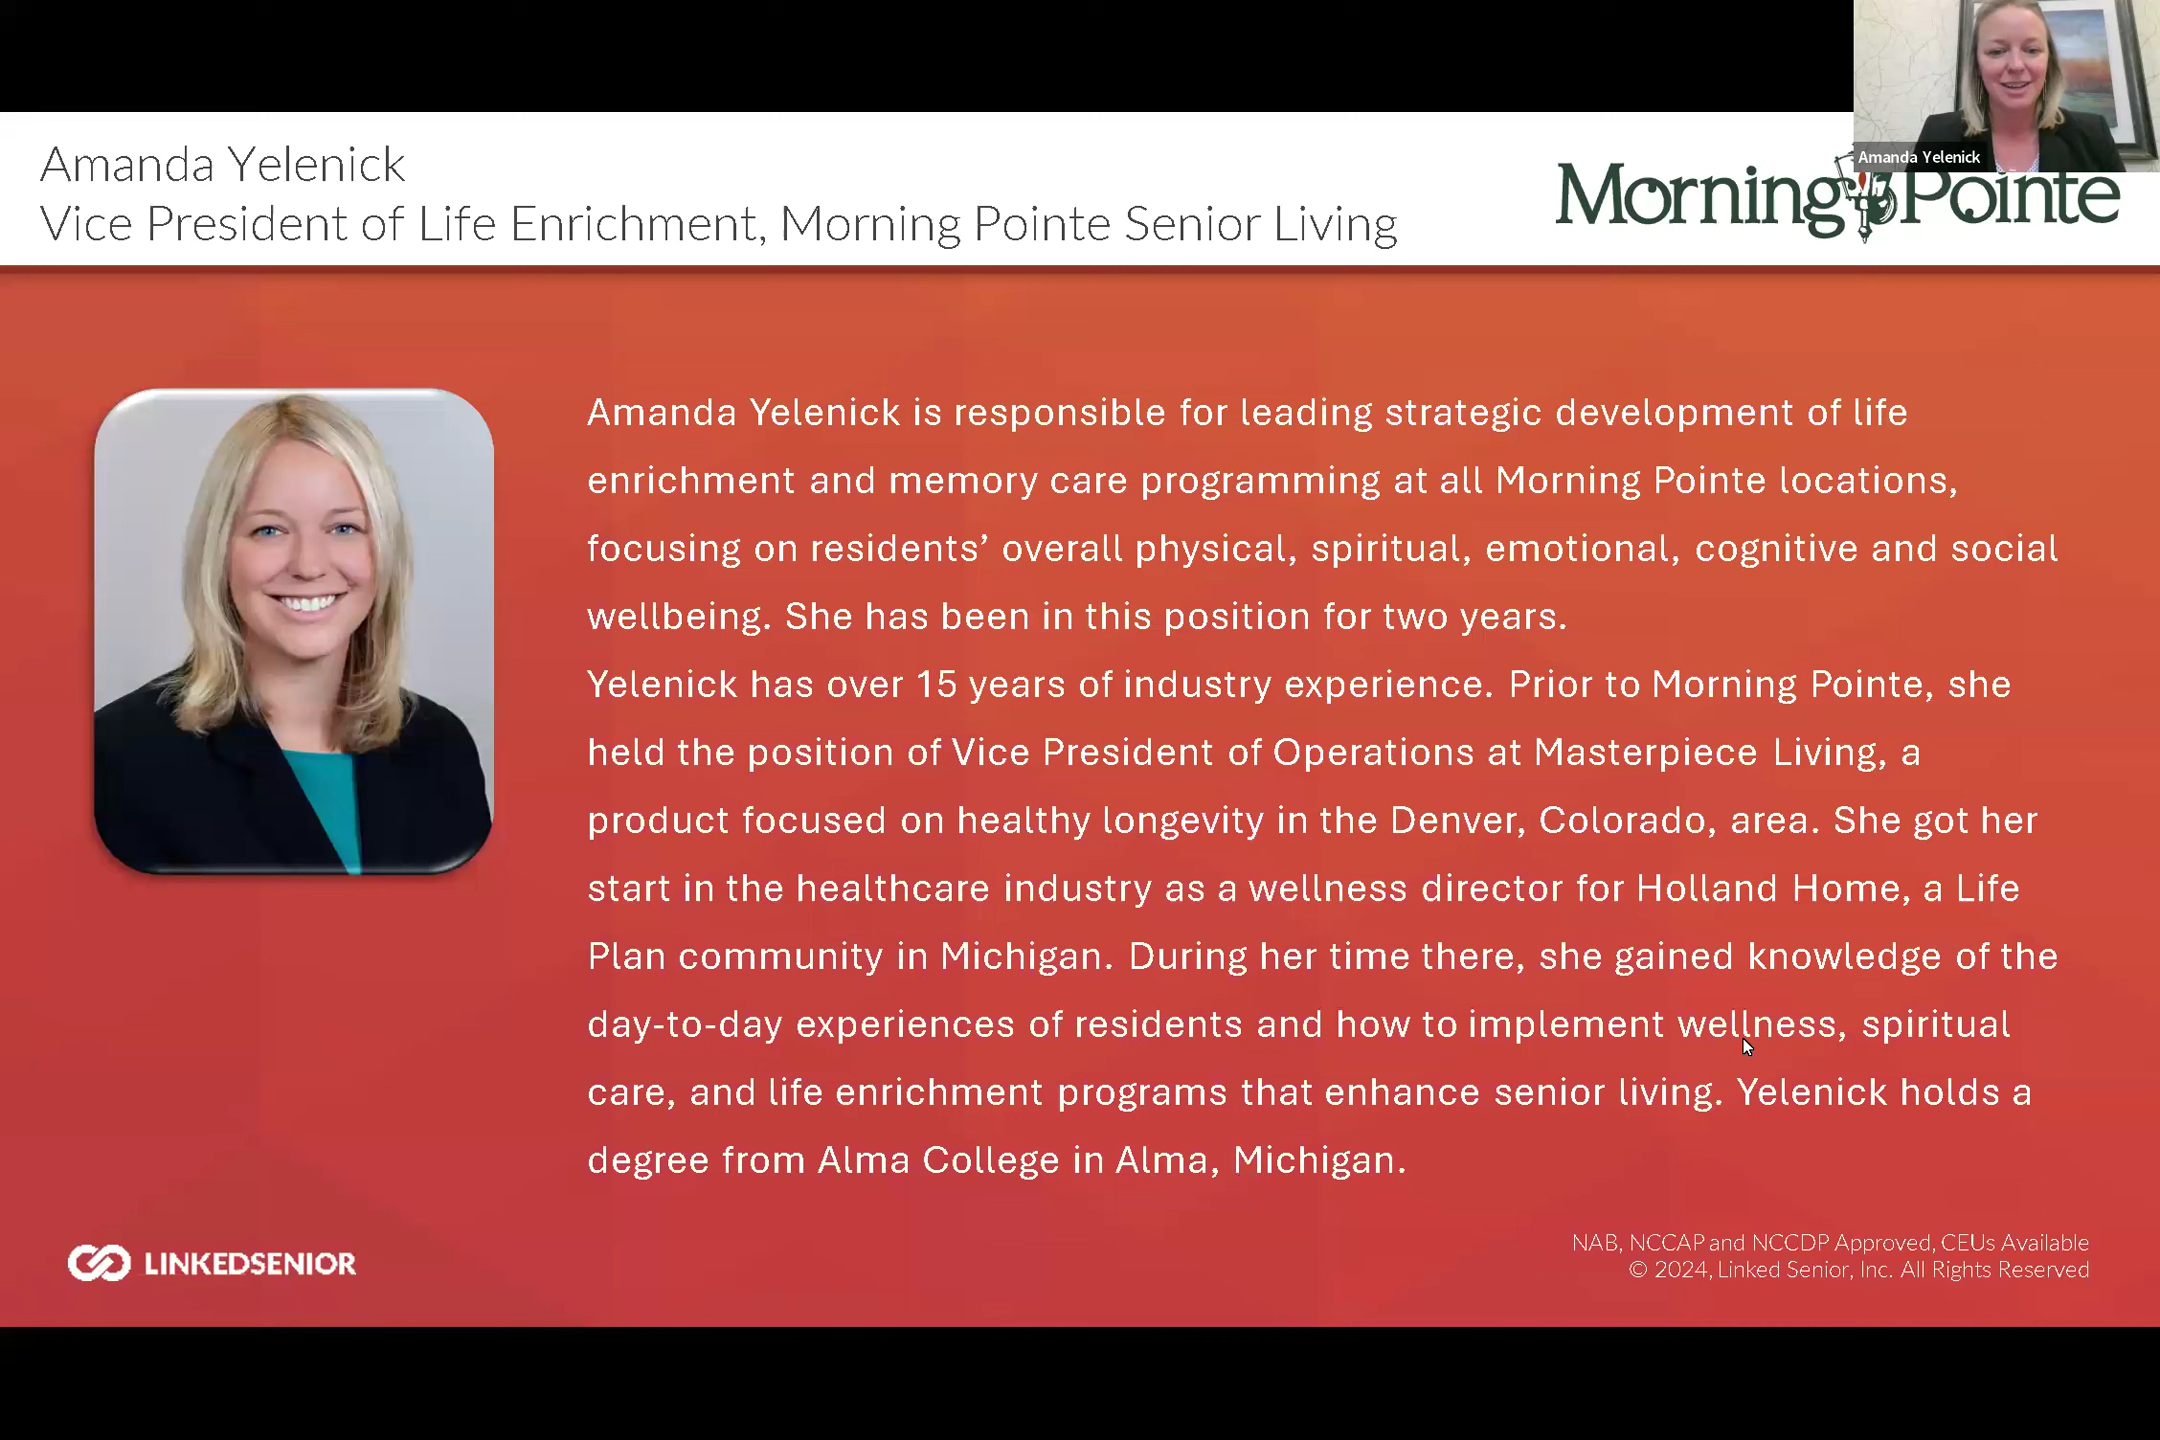 Amanda Yelenick
Amanda Yelenick
Vice President of Life Enrichment, Morning Pointe Senior Living
Morning Pointe
Amanda Yelenick is responsible for leading strategic development of life
enrichment and memory care programming at all Morning Pointe locations,
focusing on residents’ overall physical, spiritual, emotional, cognitive and social
wellbeing. She has been in this position for two years.
Yelenick has over 15 years of industry experience. Prior to Morning Pointe, she
held the position of Vice President of Operations at Masterpiece Living, a
product focused on healthy longevity in the Denver, Colorado, area. She got her
start in the healthcare industry as a wellness director for Holland Home, a Life
Plan community in Michigan. During her time there, she gained knowledge of the
day-to-day experiences of residents and how to implement wellness, spiritual
care, and life enrichment programs that enhance senior living. Yelenick holds a
degree from Alma College in Alma, Michigan.
LINKEDSENIOR
NAB, NCCAP and NCCDP Approved, CEUs Available
© 2024, Linked Senior, Inc. All Rights Reserved